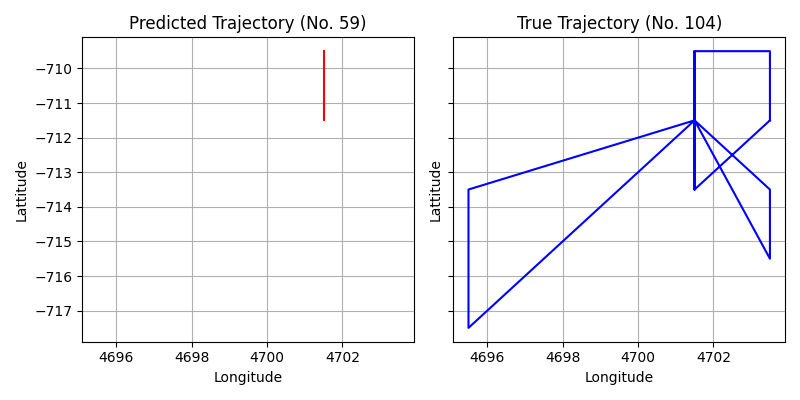 Predicted Trajectory (No. 59)
True Trajectory (No. 104)
−710
−711
−712
−713
−714
−715
−716
−717
Lattitude
Lattitude
4696
4698
4700
4702
4696
4698
4700
4702
Longitude
Longitude